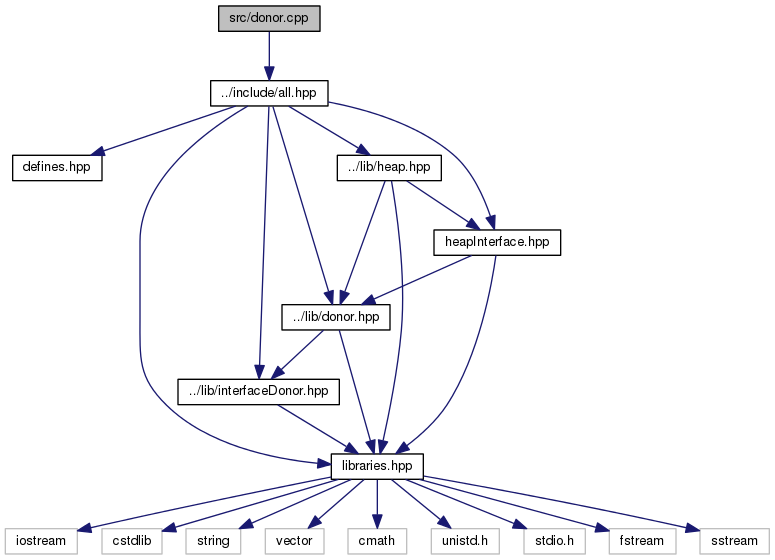 src/donor.cpp
../include/all.hpp
defines.hpp
../lib/heap.hpp
heapInterface.hpp
../lib/donor.hpp
../lib/interfaceDonor.hpp
libraries.hpp
iostream
cstdlib
string
vector
cmath
unistd.h
stdio.h
fstream
sstream